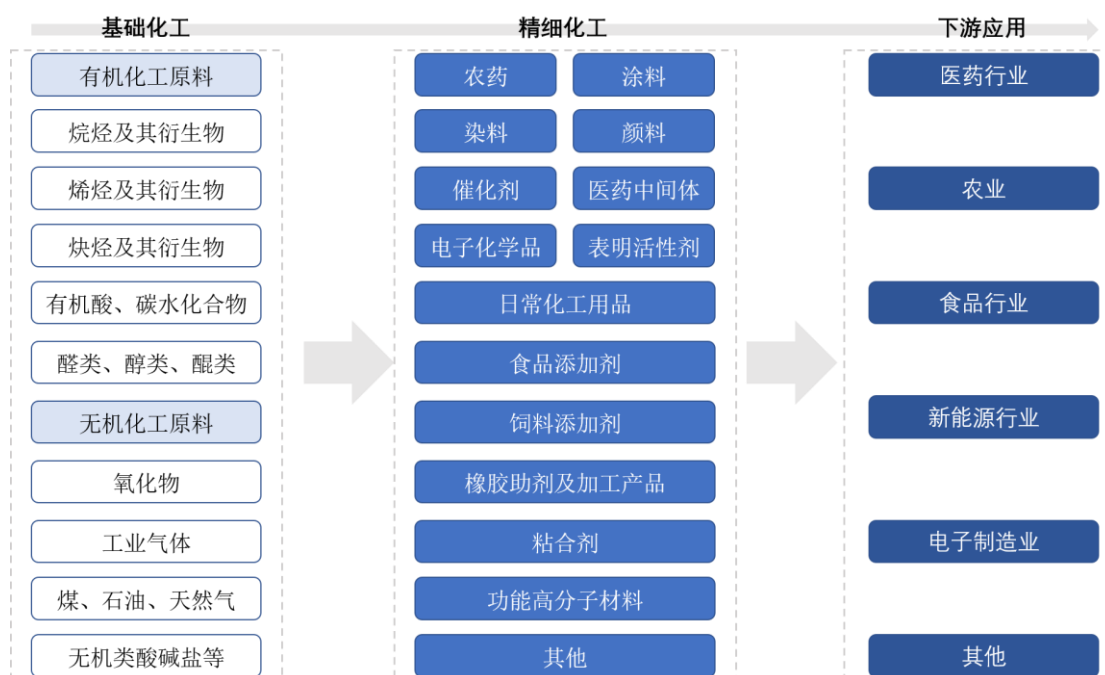 基础化工
精细化工
下游应用
有机化工原料
烷烃及其衍生物
烯烃及其衍生物
炔烃及其衍生物
有机酸、碳水化合物
醛类、醇类、醌类
无机化工原料
氧化物
工业气体
煤、石油、天然气
无机类酸碱盐等
农药
涂料
染料
颜料
催化剂
医药中间体
电子化学品
表明活性剂
日常化工用品
食品添加剂
饲料添加剂
橡胶助剂及加工产品
粘合剂
功能高分子材料
其他
医药行业
农业
食品行业
新能源行业
电子制造业
其他